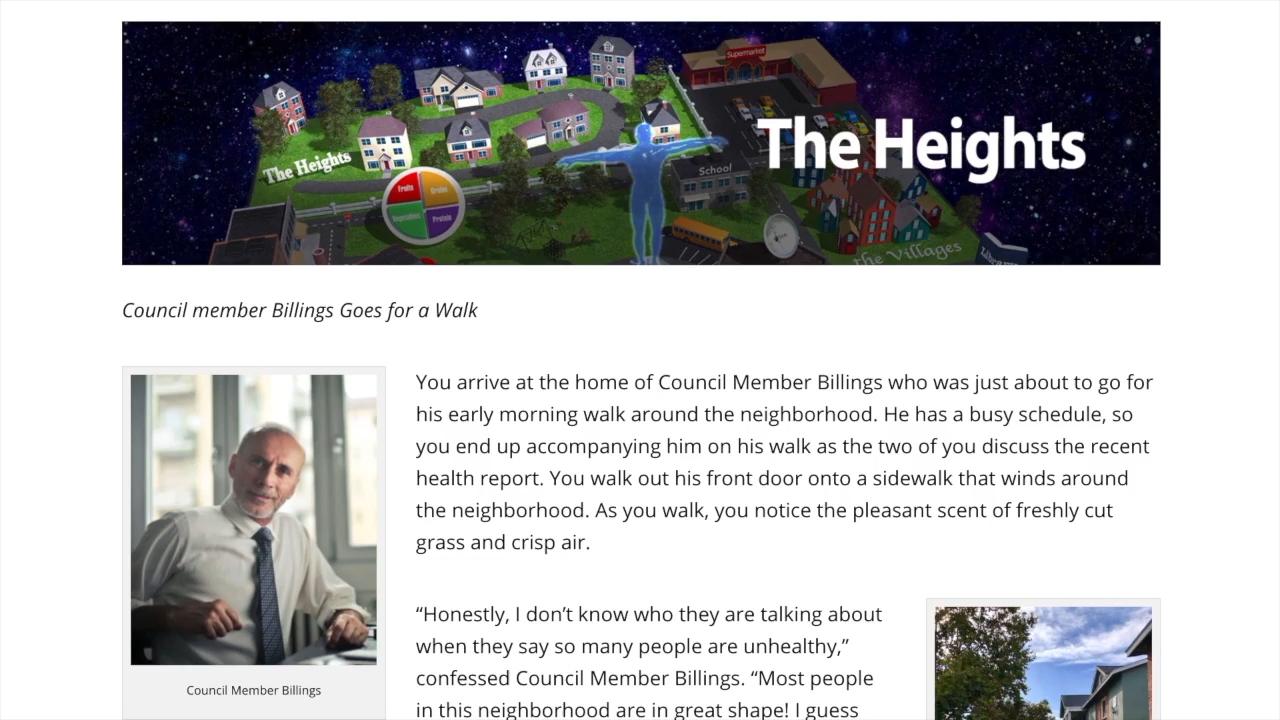 Supermarket
The Heights
The Heights
School
Fruits
Grains
Vegetables
Protein
the Villages
Library
Council member Billings Goes for a Walk
You arrive at the home of Council Member Billings who was just about to go for
his early morning walk around the neighborhood. He has a busy schedule, so
you end up accompanying him on his walk as the two of you discuss the recent
health report. You walk out his front door onto a sidewalk that winds around
the neighborhood. As you walk, you notice the pleasant scent of freshly cut
grass and crisp air.
“Honestly, I don’t know who they are talking about
when they say so many people are unhealthy,”
confessed Council Member Billings. “Most people
in this neighborhood are in great shape! I guess
Council Member Billings